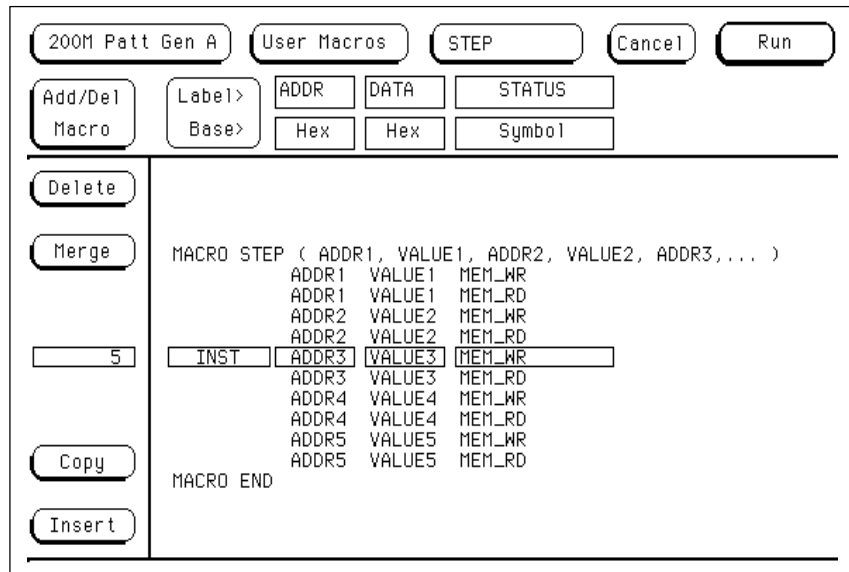 200M Patt Gen A User Macros STEP Cancel Run
Add/Del Macro Label> ADDR DATA STATUS
Base> Hex Hex Symbol
Delete
Merge MACRO STEP ( ADDR1, VALUE1, ADDR2, VALUE2, ADDR3,... )
ADDR1 VALUE1 MEM_WR
ADDR1 VALUE1 MEM_RD
ADDR2 VALUE2 MEM_WR
ADDR2 VALUE2 MEM_RD
5 INST ADDR3 VALUE3 MEM_WR
ADDR3 VALUE3 MEM_RD
ADDR4 VALUE4 MEM_WR
ADDR4 VALUE4 MEM_RD
ADDR5 VALUE5 MEM_WR
Copy ADDR5 VALUE5 MEM_RD
MACRO END
Insert